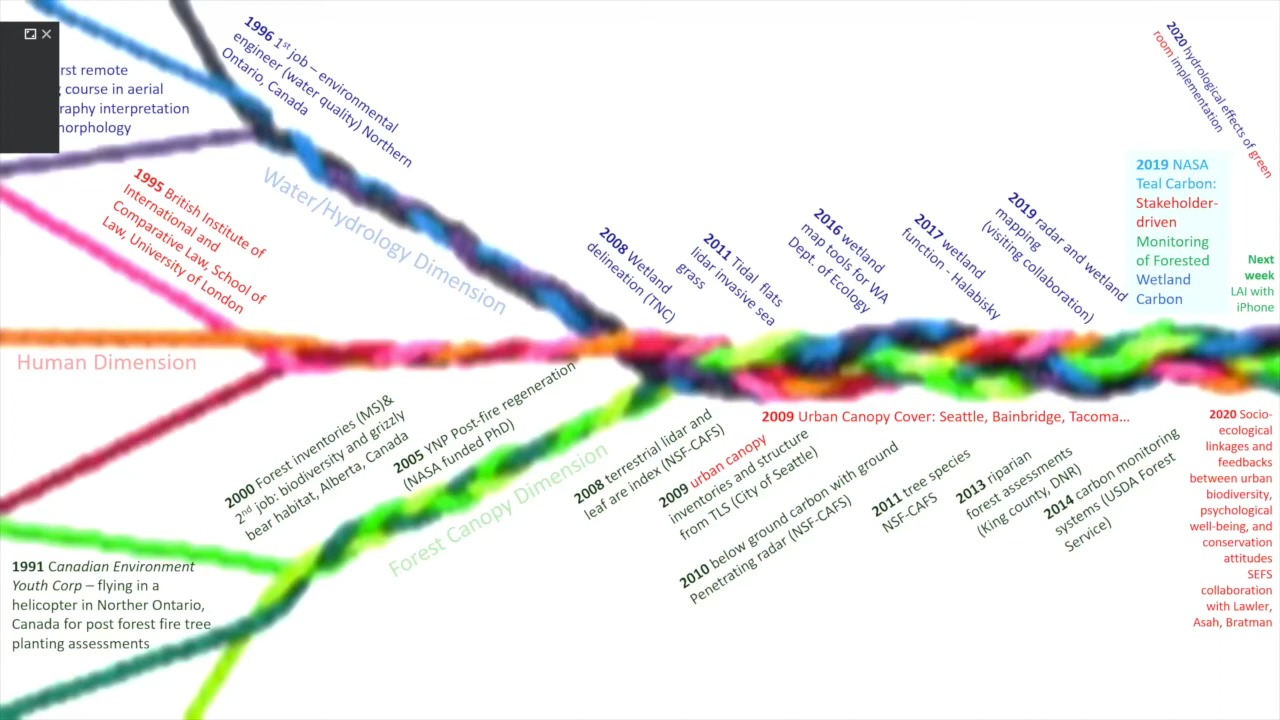 rst remote
course in aerial
raphy interpretation
orphology
1996 1st job – environmental
engineer (water quality) Northern
Ontario, Canada
Water/Hydrology Dimension
1995 British Institute of
International and
Comparative Law, School of
Law, University of London
Human Dimension
2008 Wetland
delineation (TNC)
2011 Tidal flats
lidar invasive sea
grass
2016 wetland
map tools for WA
Dept. of Ecology
2017 wetland
function - Halabisky
2019 radar and wetland
mapping
(visiting collaboration)
2020 hydrological effects of green
room implementation
2019 NASA
Teal Carbon:
Stakeholder-
driven
Monitoring
of Forested
Wetland
Carbon
Next
week
LAI with
iPhone
2000 Forest inventories (MS)&
2nd job: biodiversity and grizzly
bear habitat, Alberta, Canada
2005 YNP Post-fire regeneration
(NASA funded PhD)
Forest Canopy Dimension
1991 Canadian Environment
Youth Corp – flying in a
helicopter in Norther Ontario,
Canada for post forest fire tree
planting assessments
2008 terrestrial lidar and
leaf are index (NSF-CAFS)
2009 Urban Canopy Cover: Seattle, Bainbridge, Tacoma…
2009 urban canopy
inventories and structure
from TLS (City of Seattle)
2010 below ground carbon with ground
Penetrating radar (NSF-CAFS)
2011 tree species
NSF-CAFS
2013 riparian
forest assessments
(King county, DNR)
2014 carbon monitoring
systems (USDA Forest
Service)
2020 Socio-
ecological
linkages and
feedbacks
between urban
biodiversity,
psychological
well-being, and
conservation
attitudes
SEFS
collaboration
with Lawler,
Asah, Bratman